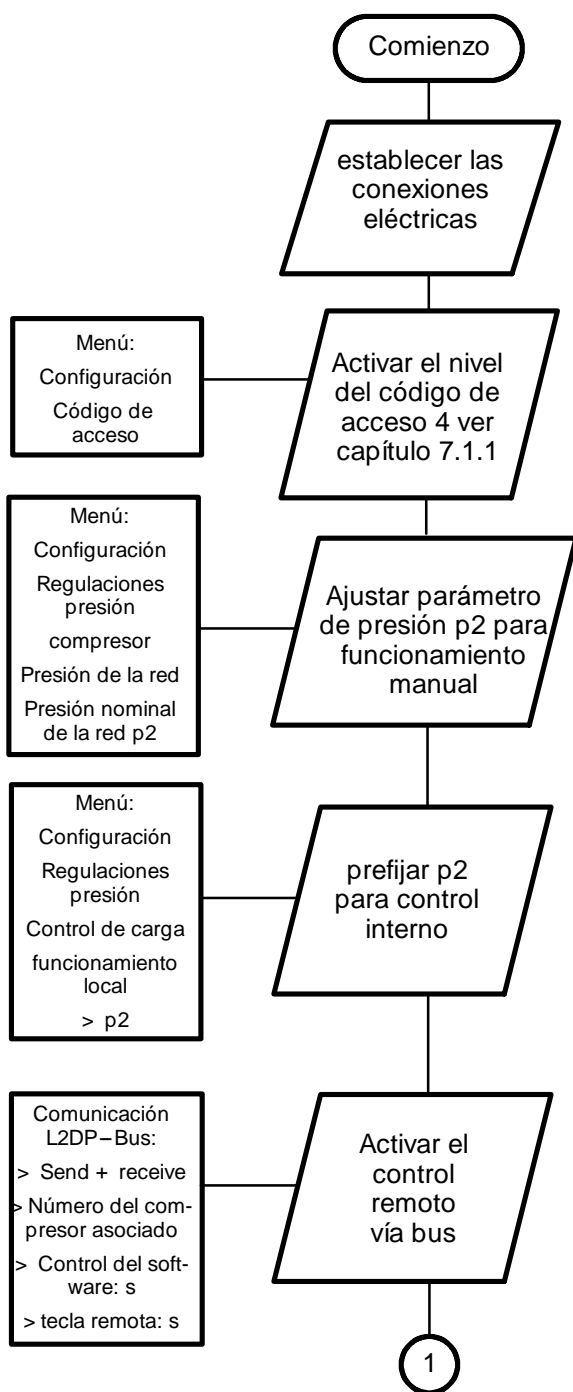 Comienzo
establecer las
conexiones
eléctricas
Menú:
Configuración
Código de
acceso
Activar el nivel
del código de
acceso 4 ver
capítulo 7.1.1
Menú:
Configuración
Regulaciones
presión
compresor
Presión de la red
Presión nominal
de la red p2
Ajustar parámetro
de presión p2 para
funcionamiento
manual
Menú:
Configuración
Regulaciones
presión
Control de carga
funcionamiento
local
> p2
prefijar p2
para control
interno
Comunicación
L2DP–Bus:
> Send + receive
> Número del com-
presor asociado
> Control del soft-
ware: s
> tecla remota: s
Activar el
control
remoto
vía bus
1